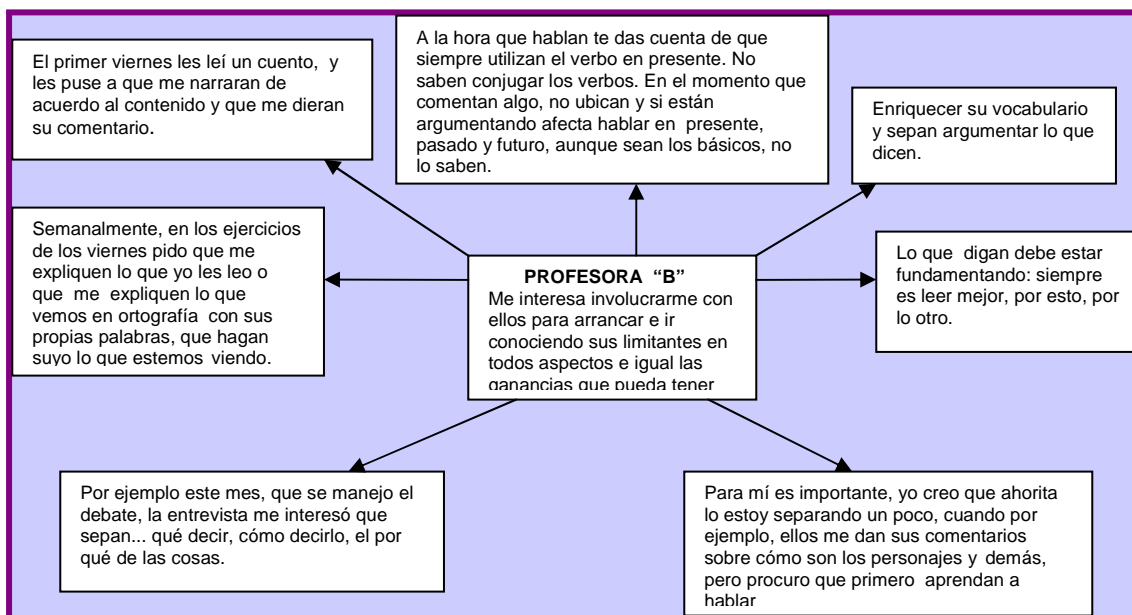 El primer viernes les leí un cuento, y
les puse a que me narraran de
acuerdo al contenido y que me dieran
su comentario.
A la hora que hablan te das cuenta de que
siempre utilizan el verbo en presente. No
saben conjugar los verbos. En el momento que
comentan algo, no ubican y si están
argumentando afecta hablar en presente,
pasado y futuro, aunque sean los básicos, no
lo saben.
Enriquecer su vocabulario
y sepan argumentar lo que
dicen.
Semanalmente, en los ejercicios
de los viernes pido que me
expliquen lo que yo les leo o
que me expliquen lo que
vemos en ortografía con sus
propias palabras, que hagan
suyo lo que estemos viendo.
PROFESORA “B”
Me interesa involucrarme con
ellos para arrancar e ir
conociendo sus limitantes en
todos aspectos e igual las
ganancias que pueda tener
Lo que digan debe estar
fundamentando: siempre
es leer mejor, por esto, por
lo otro.
Por ejemplo este mes, que se manejo el
debate, la entrevista me interesó que
sepan... qué decir, cómo decirlo, el por
qué de las cosas.
Para mí es importante, yo creo que ahorita
lo estoy separando un poco, cuando por
ejemplo, ellos me dan sus comentarios
sobre cómo son los personajes y demás,
pero procuro que primero aprendan a
hablar